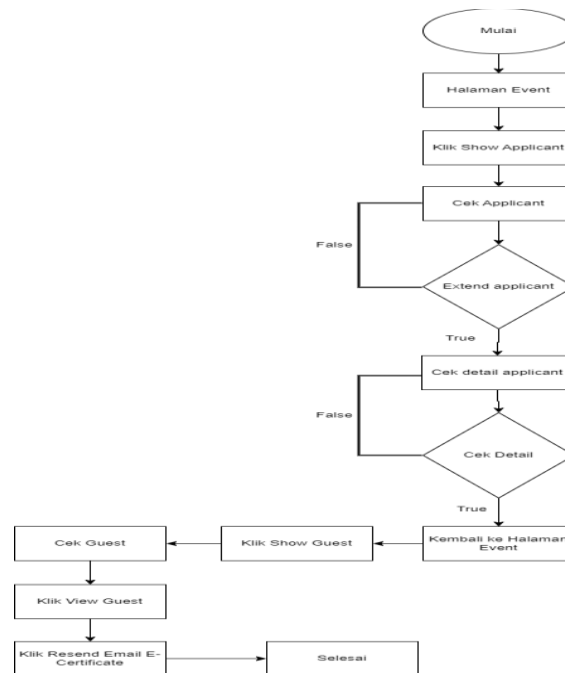 Mulai
Halaman Event
Klik Show Applicant
Cek Applicant
False
Extend applicant
True
Cek detail applicant
False
Cek Detail
True
Kembali ke Halaman
Event
Klik Show Guest
Cek Guest
Klik View Guest
Klik Resend Email E-
Certificate
Selesai